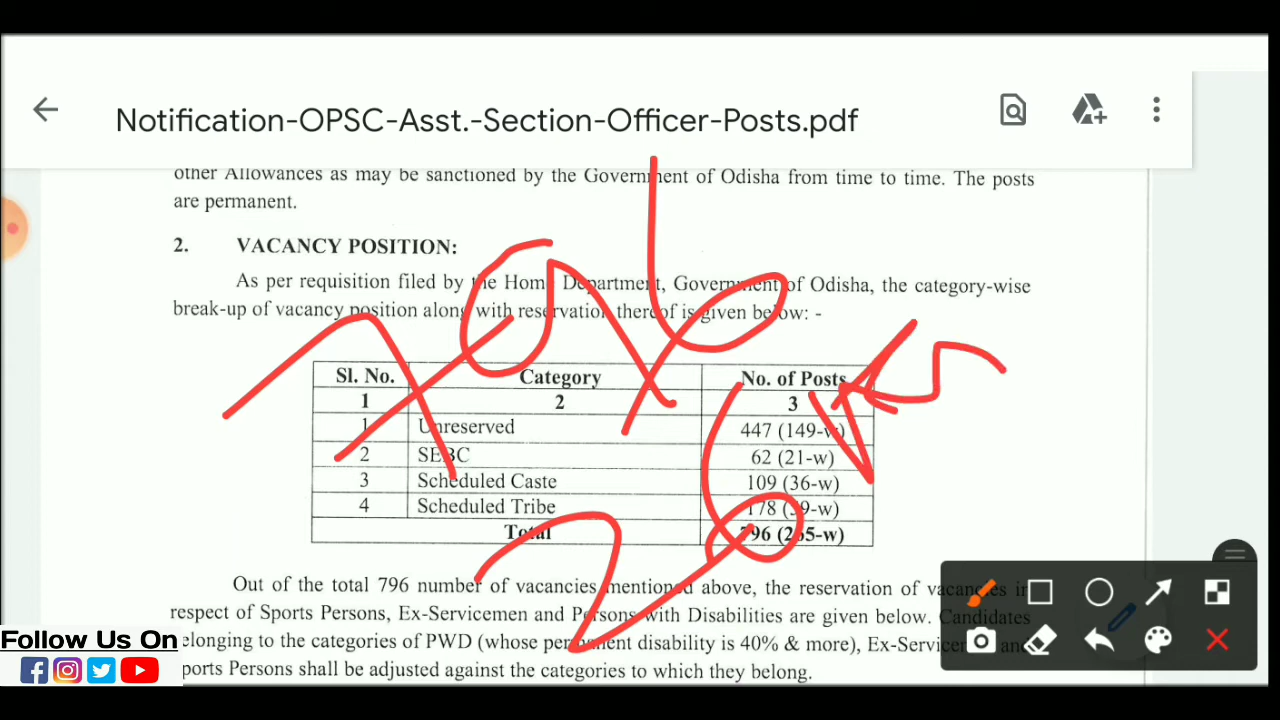 Notification-OPSC-Asst.-Section-Officer-Posts.pdf
other Allowances as may be sanctioned by the Government of Odisha from time to time. The posts
are permanent.
2. VACANCY POSITION:
As per requisition filed by the Home Department, Government of Odisha, the category-wise
break-up of vacancy position along with reservation thereof is given below: -
Sl. No. Category No. of Posts
1 2 3
1 Unreserved 447 (149-w)
2 SEBC 62 (21-w)
3 Scheduled Caste 109 (36-w)
4 Scheduled Tribe 178 (59-w)
Total 796 (265-w)
796
Out of the total 796 number of vacancies mentioned above, the reservation of vacancies in
respect of Sports Persons, Ex-Servicemen and Persons with Disabilities are given below. Candidates
belonging to the categories of PWD (whose permanent disability is 40% & more), Ex-Servicemen and
Sports Persons shall be adjusted against the categories to which they belong.
Follow Us On